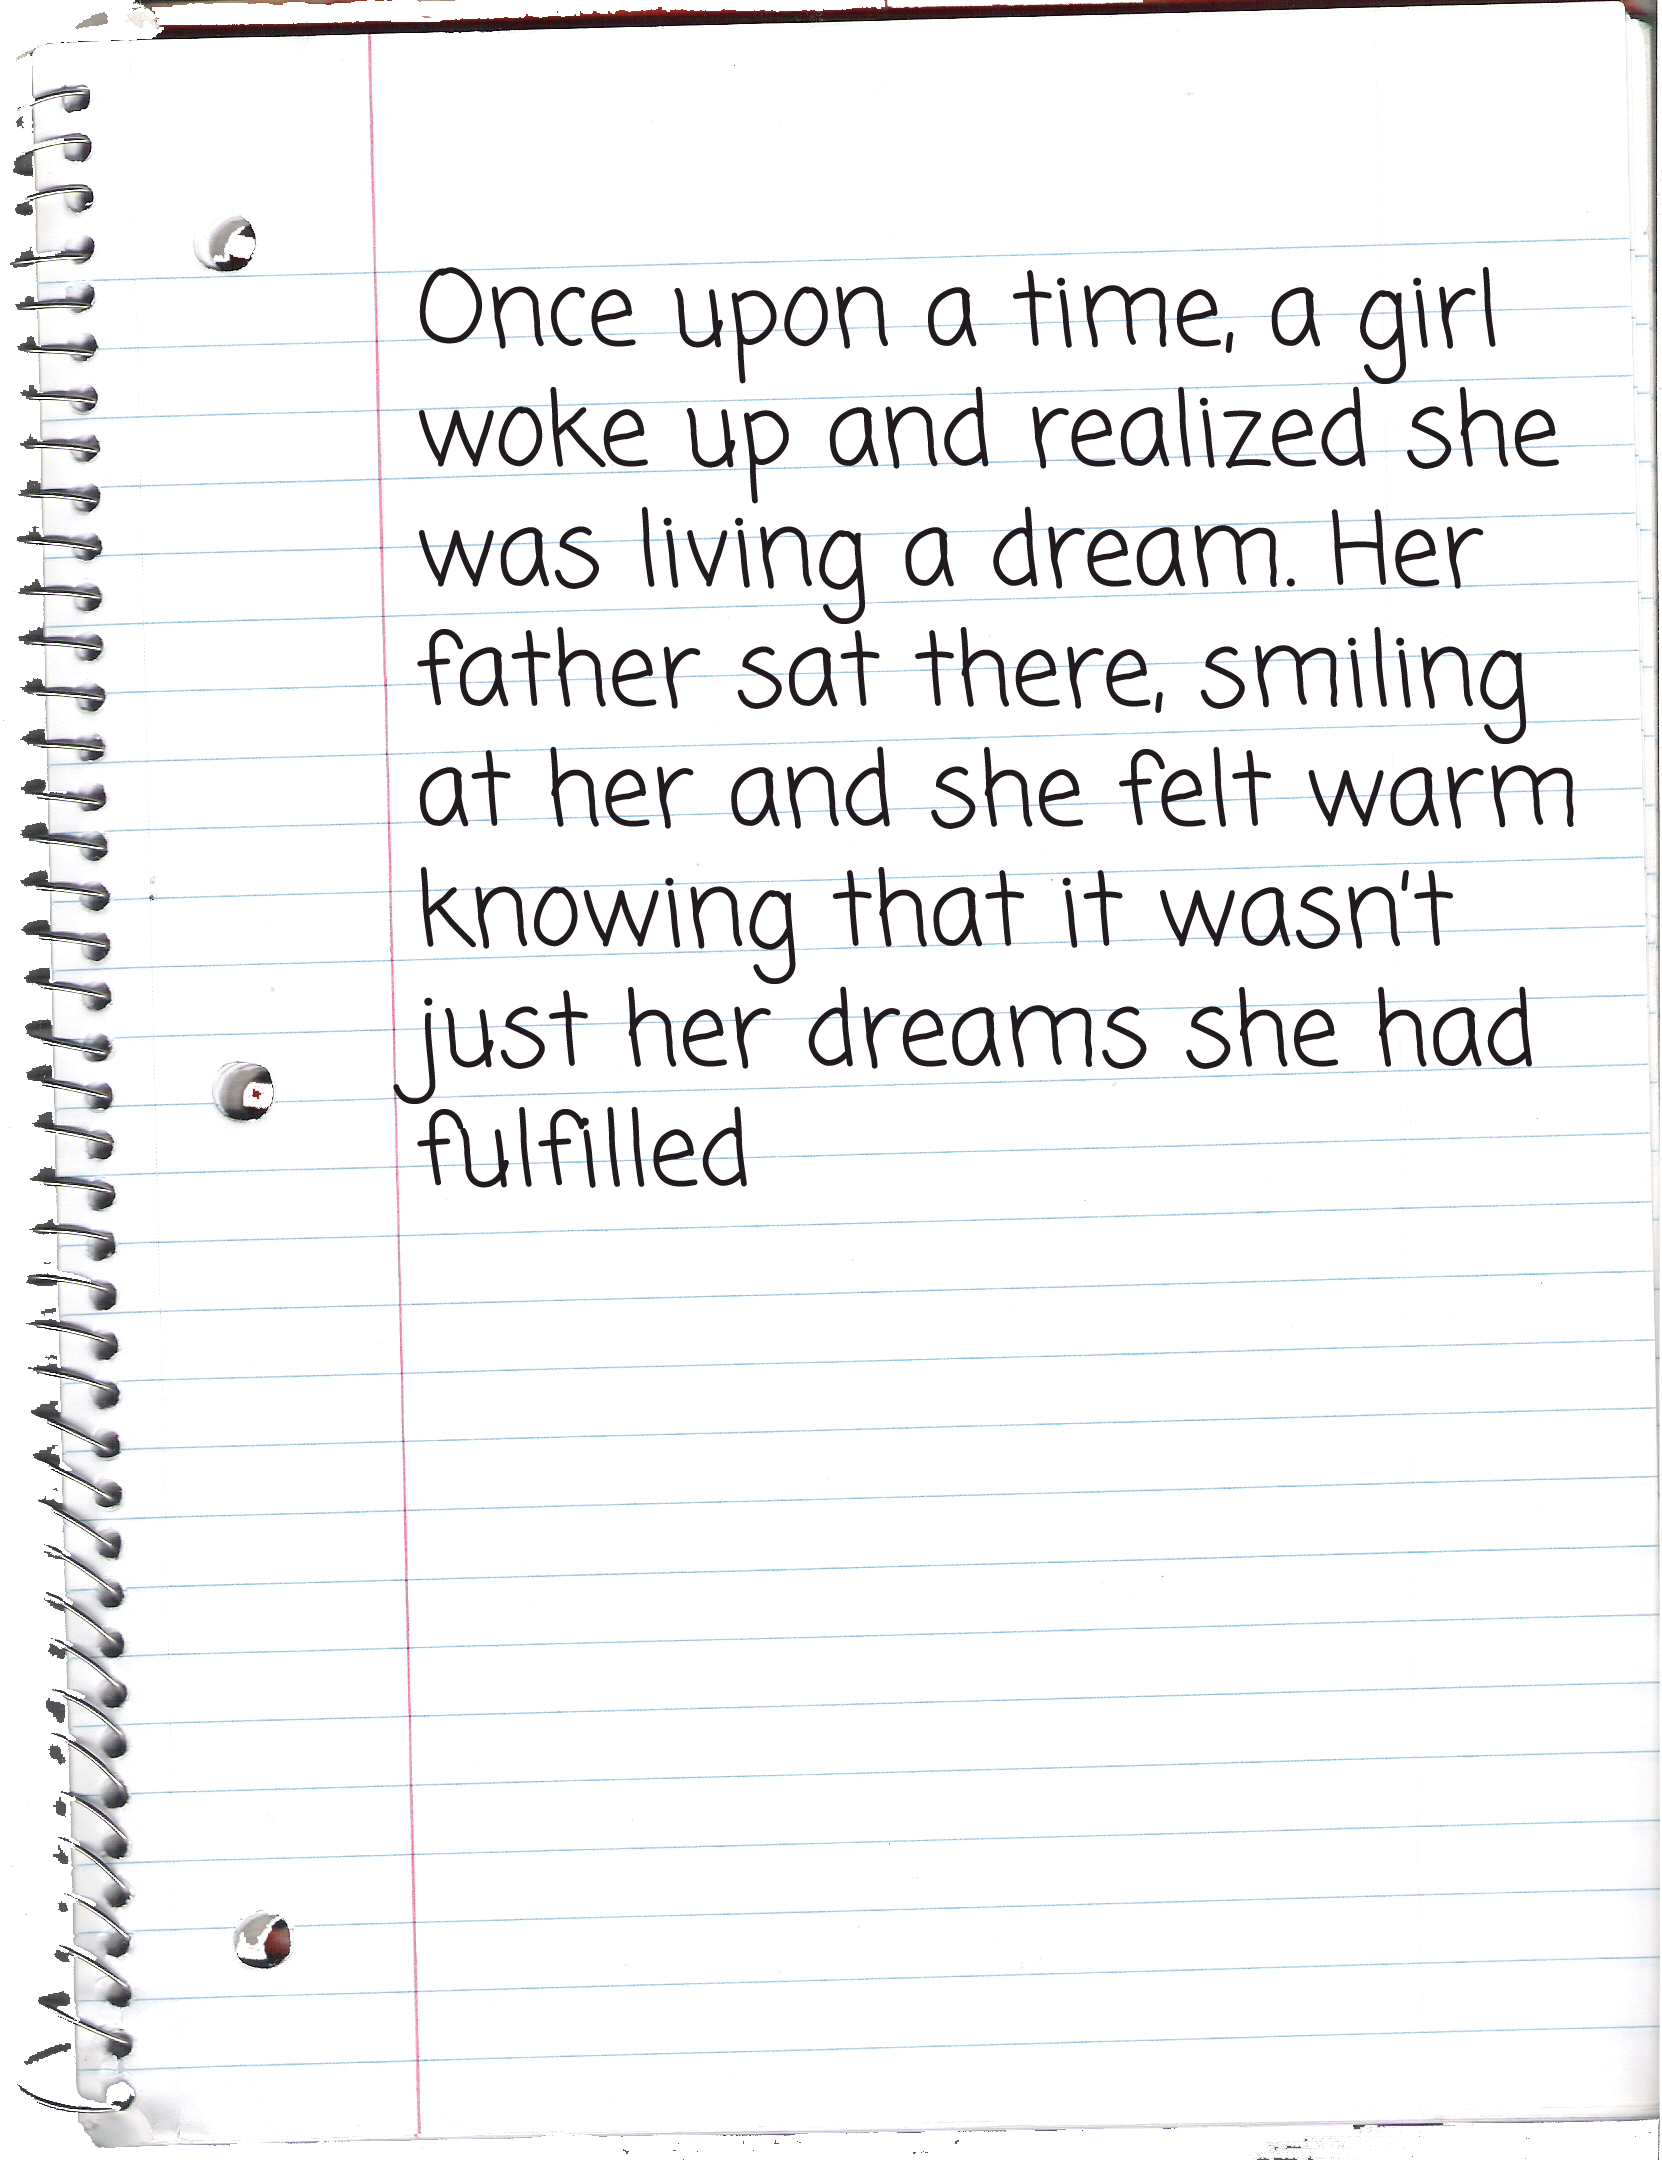 Once upon a time, a girl
woke up and realized she
was living a dream. Her
father sat there, smiling
at her and she felt warm
knowing that it wasn't
just her dreams she had
fulfilled